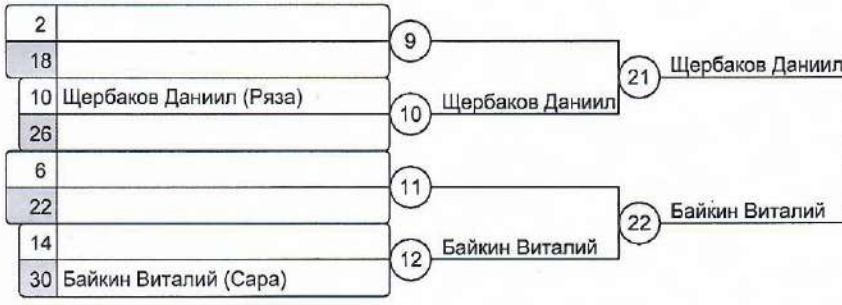 2
9
18
21 Щербаков Даниил
10 Щербаков Даниил (Ряза)
10 Щербаков Даниил
26
6
11
22
22 Байкин Виталий
14
12 Байкин Виталий
30 Байкин Виталий (Сара)